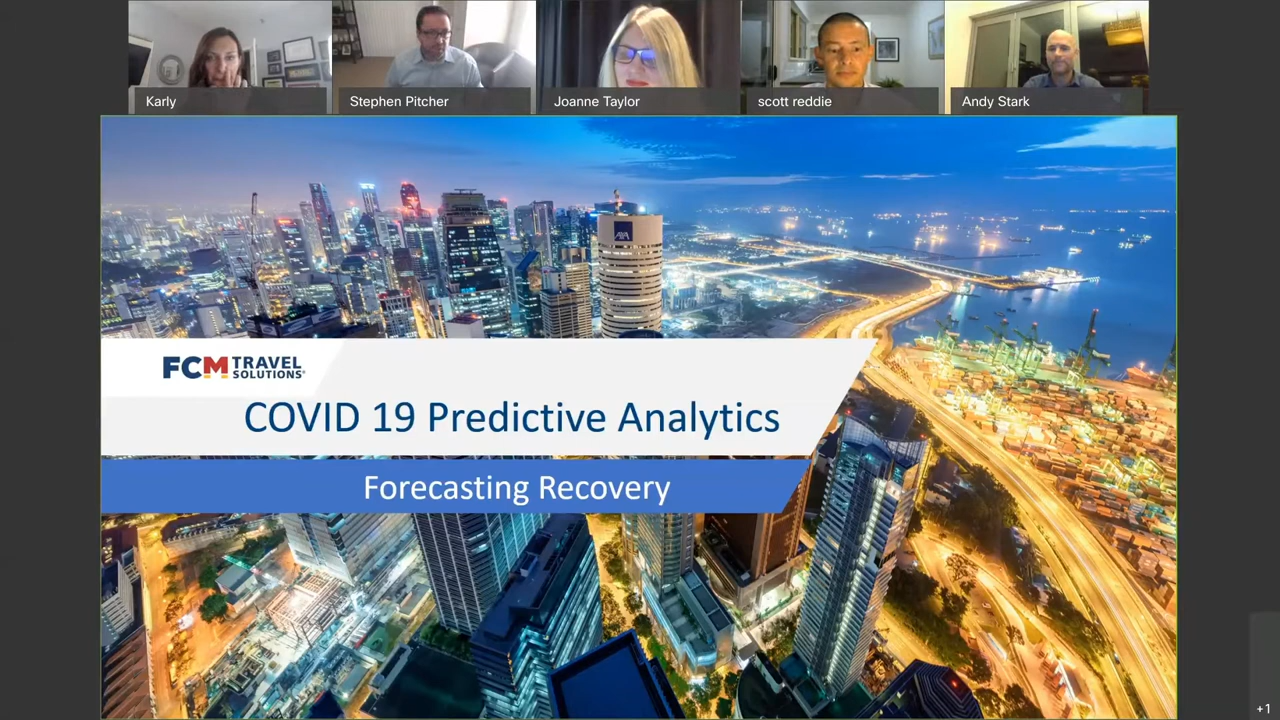 Karly
Stephen Pitcher
Joanne Taylor
scott reddie
Andy Stark
AXA
FCM TRAVEL
SOLUTIONS
COVID 19 Predictive Analytics
Forecasting Recovery
+1